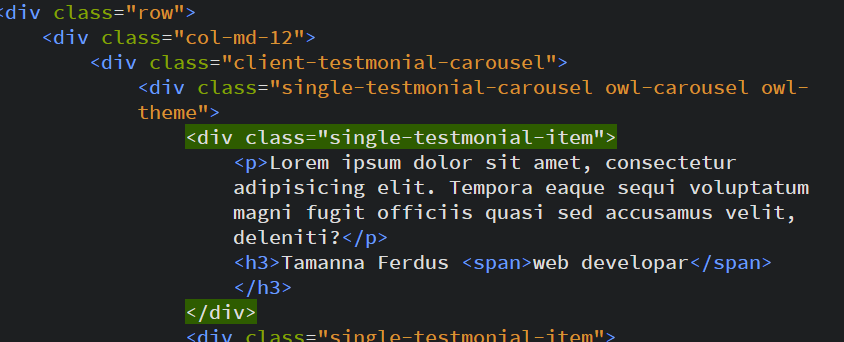 <div class="row">
<div class="col-md-12">
<div class="client-testmonial-carousel">
<div class="single-testmonial-carousel owl-carousel owl-
theme">
<div class="single-testmonial-item">
<p>Lorem ipsum dolor sit amet, consectetur
adipisicing elit. Tempora eaque sequi voluptatum
magni fugit officiis quasi sed accusamus velit,
deleniti?</p>
<h3>Tamanna Ferdus <span>web developar</span>
</h3>
</div>
<div class="single-testmonial-item">